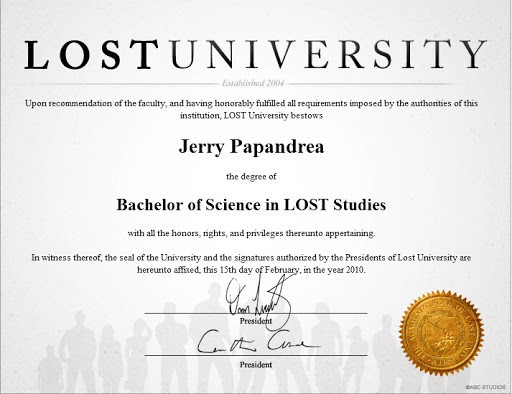 LOST UNIVERSITY
Established 2004
Upon recommendation of the faculty, and having honorably fulfilled all requirements imposed by the authorities of this
institution, LOST University bestows
Jerry Papandrea
the degree of
Bachelor of Science in LOST Studies
with all the honors, rights, and privileges thereunto appertaining.
In witness thereof, the seal of the University and the signatures authorized by the Presidents of Lost University are
hereunto affixed, this 15th day of February, in the year 2010.
President
President
©ABC STUDIOS